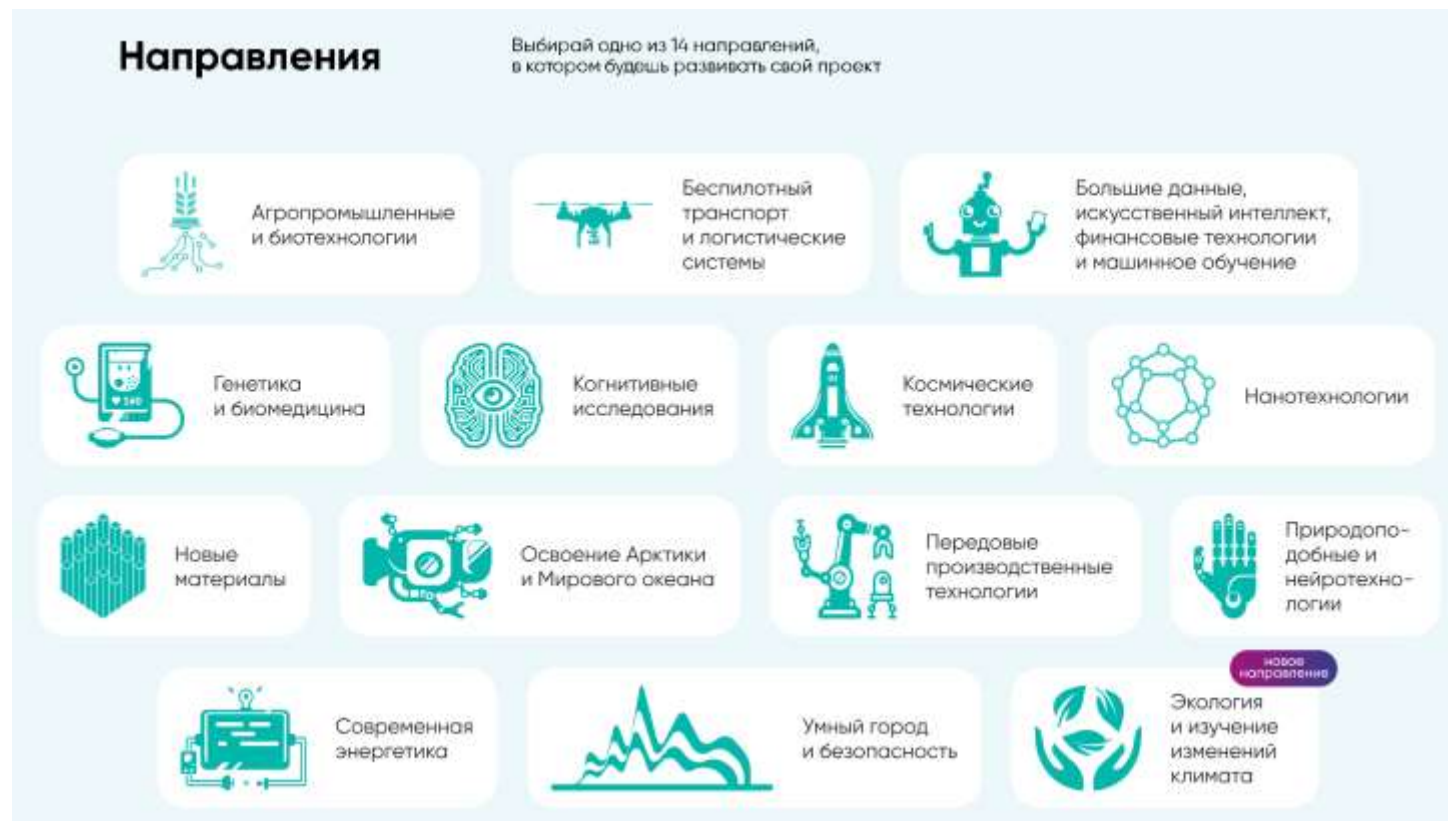 Направления
Выбирай одно из 14 направлений,
в котором будешь развивать свой проект
Агропромышленные
и биотехнологии
Беспилотный
транспорт
и логистические
системы
Большие данные,
искусственный интеллект,
финансовые технологии
и машинное обучение
Генетика
и биомедицина
Когнитивные
исследования
Космические
технологии
Нанотехнологии
Новые
материалы
Освоение Арктики
и Мирового океана
Передовые
производственные
технологии
Природопо-
добные и
нейротехно-
логии
Современная
энергетика
Умный город
и безопасность
новое
направление
Экология
и изучение
изменений
климата